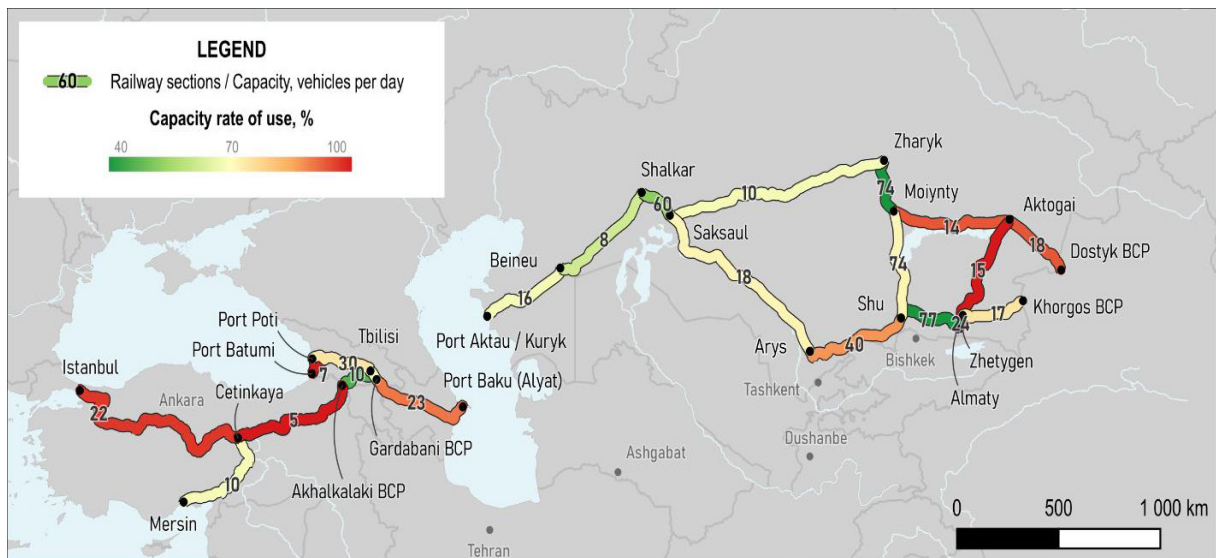 LEGEND
60 Railway sections / Capacity, vehicles per day
Capacity rate of use, %
40 70 100
Zharyk
Shalkar
74
10
Moiynty
60
Aktogai
Saksaul
14
18
Dostyk BCP
8
Beineu
74
15
16
18
Khorgos BCP
Port Poti
Tbilisi
Shu
17
Port Aktau / Kuryk
77
24
Port Batumi
Arys
40
Bishkek
Zhetygen
Istanbul
30
7
10
Port Baku (Alyat)
Tashkent
Cetinkaya
Almaty
22
Ankara
23
5
Gardabani BCP
Dushanbe
Ashgabat
10
Akhalkalaki BCP
Mersin
0 500 1 000 km
Tehran